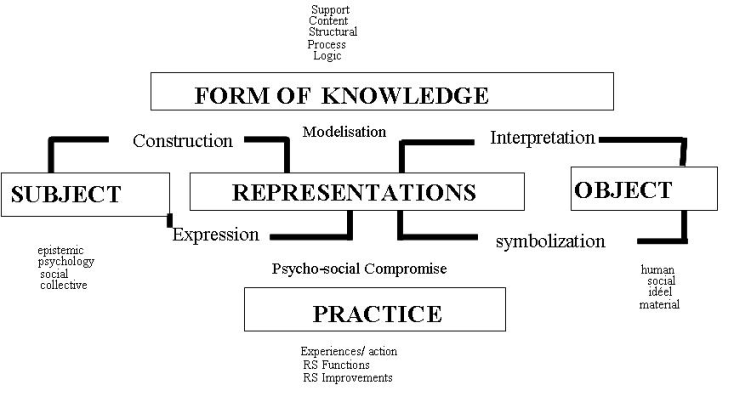 Support
Content
Structural
Process
Logic
FORM OF KNOWLEDGE
Construction
Modelisation
Interpretation
SUBJECT
REPRESENTATIONS
OBJECT
Expression
symbolization
epistemic
psychology
social
collective
Psycho-social Compromise
human
social
idéel
material
PRACTICE
Experiences/ action
RS Functions
RS Improvements